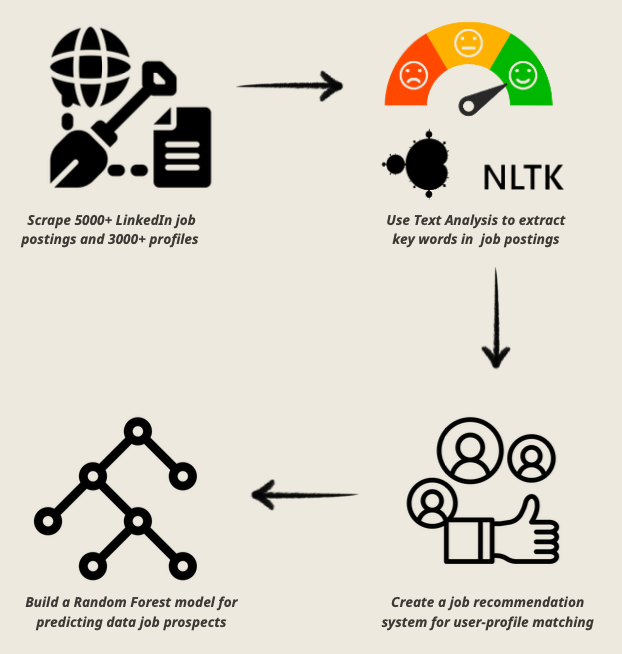 NLTK
Scrape 5000+ LinkedIn job
postings and 3000+ profiles
Use Text Analysis to extract
key words in  job postings
Build a Random Forest model for
predicting data job prospects
Create a job recommendation
system for user-profile matching